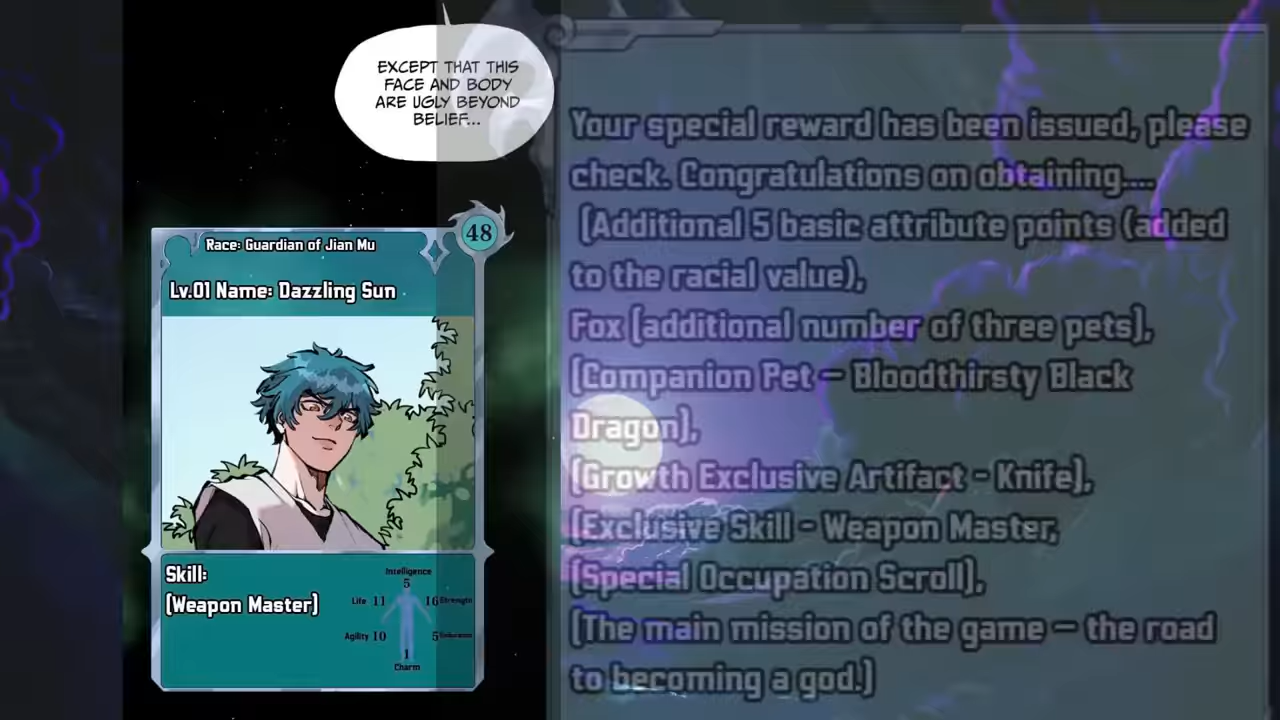 EXCEPT THAT THIS
FACE AND BODY
ARE UGLY BEYOND
BELIEF...
48
Race: Guardian of Jian Mu
Lv.01 Name: Dazzling Sun
Skill:
(Weapon Master)
Intelligence
5
Life 11
16 Strength
Agility 10
5 Endurance
1
Charm
Your special reward has been issued, please
check. Congratulations on obtaining....
(Additional 5 basic attribute points (added
to the racial value),
Fox (additional number of three pets),
(Companion Pet – Bloodthirsty Black
Dragon),
(Growth Exclusive Artifact - Knife),
(Exclusive Skill - Weapon Master,
(Special Occupation Scroll),
(The main mission of the game – the road
to becoming a god.)